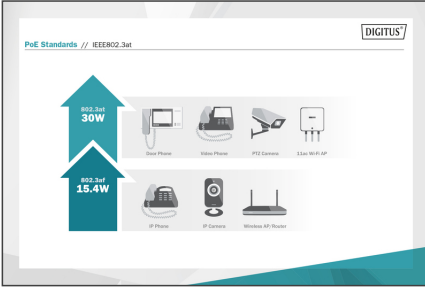 DIGITUS®
PoE Standards // IEEE802.3at
802.3at
30W
Door Phone
Video Phone
PTZ Camera
11ac Wi-Fi AP
802.3af
15.4W
IP Phone
IP Camera
Wireless AP/Router